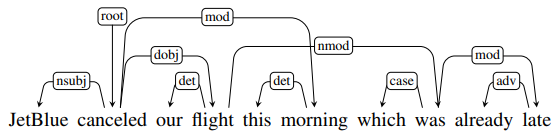 root
mod
nmod
dobj
mod
nsubj
det
det
case
adv
JetBlue canceled our flight this morning which was already late